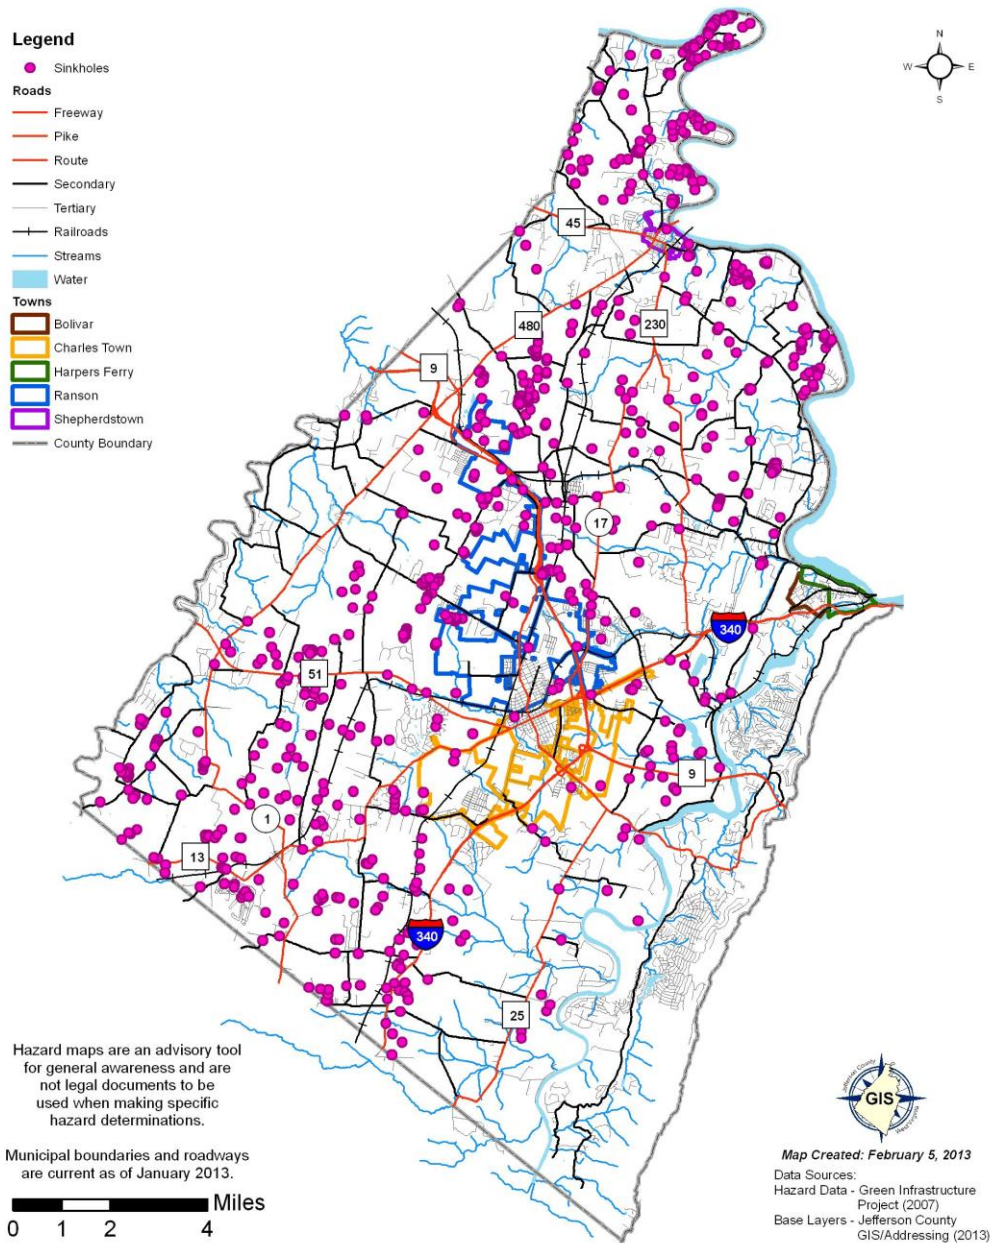 Legend
Sinkholes
Roads
Freeway
Pike
Route
Secondary
Tertiary
Railroads
Streams
Water
Towns
Bolivar
Charles Town
Harpers Ferry
Ranson
Shepherdstown
County Boundary
N
W
E
S
45
480
230
9
17
340
51
9
1
13
340
25
Hazard maps are an advisory tool
for general awareness and are
not legal documents to be
used when making specific
hazard determinations.
Municipal boundaries and roadways
are current as of January 2013.
Miles
0 1 2 4
Jefferson County
GIS
West Virginia
Map Created: February 5, 2013
Data Sources:
Hazard Data - Green Infrastructure
Project (2007)
Base Layers - Jefferson County
GIS/Addressing (2013)